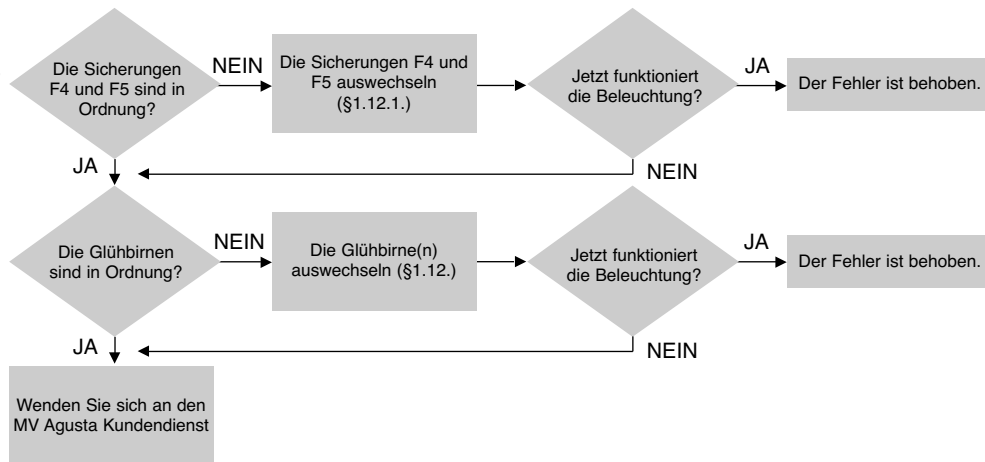 Die Sicherungen
F4 und F5 sind in
Ordnung?
NEIN
Die Sicherungen F4 und
F5 auswechseln
(§1.12.1.)
Jetzt funktioniert
die Beleuchtung?
JA
Der Fehler ist behoben.
JA
NEIN
Die Glühbirnen
sind in Ordnung?
NEIN
Die Glühbirne(n)
auswechseln (§1.12.)
Jetzt funktioniert
die Beleuchtung?
JA
Der Fehler ist behoben.
JA
NEIN
Wenden Sie sich an den
MV Agusta Kundendienst